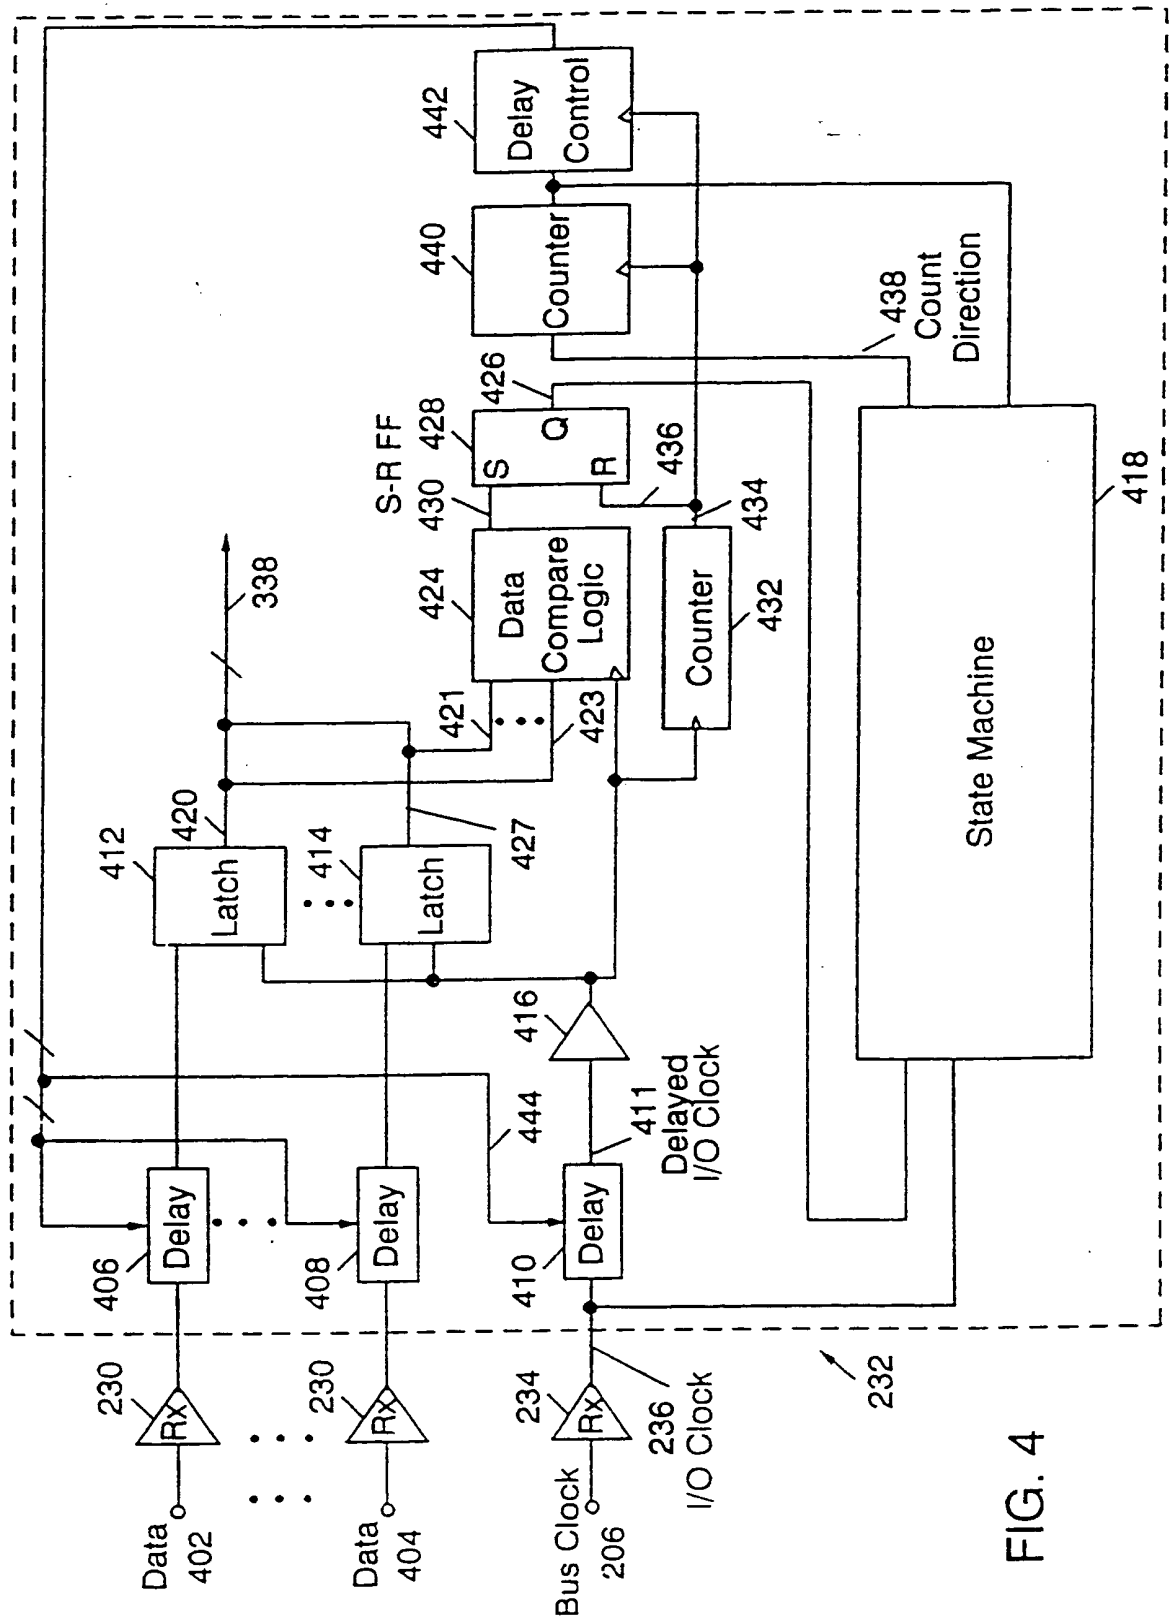 Data
402
230
Rx
406
Delay
412
Latch
420
338
Data
404
230
Rx
408
Delay
414
Latch
427
421
423
424
Data
Compare
Logic
430
S-R FF
428
S
Q
R
426
436
440
Counter
442
Delay
Control
Bus Clock
206
234
Rx
236
I/O Clock
410
Delay
444
411
Delayed
I/O Clock
416
Counter
432
434
438
Count
Direction
State Machine
418
232
FIG. 4